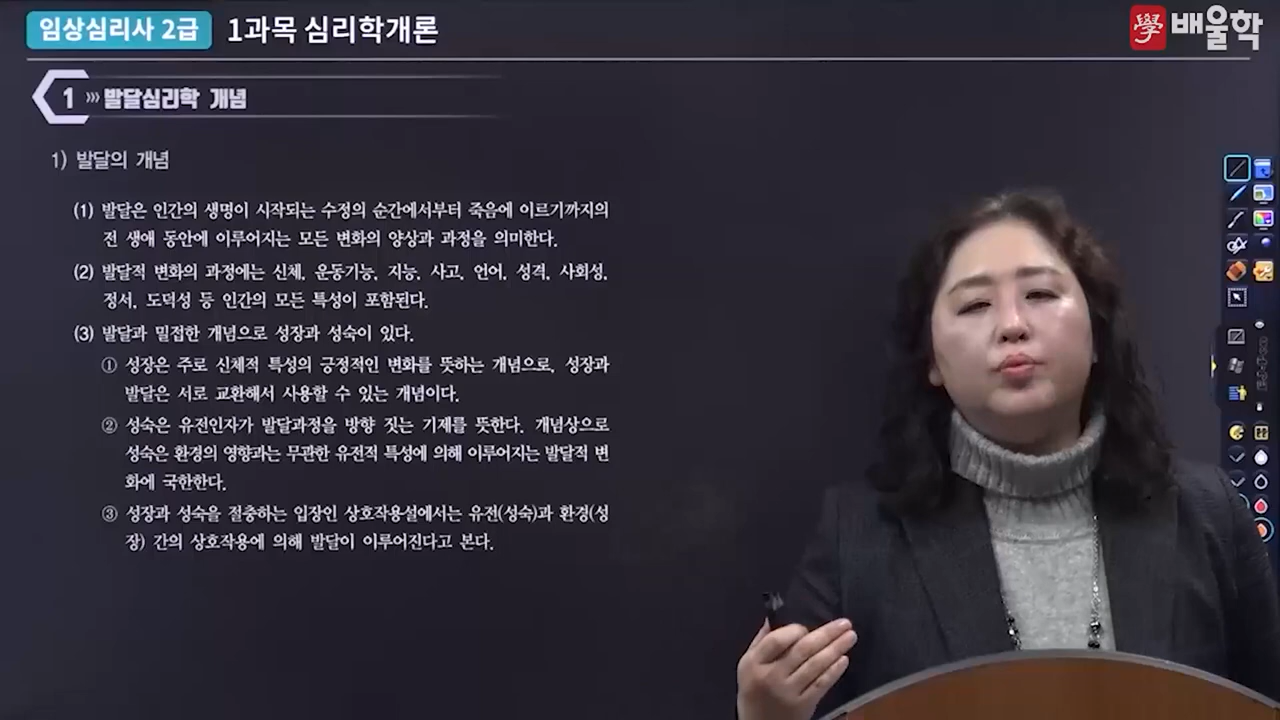 임상심리사 2급 1과목 심리학개론
學 배울학
1 ››› 발달심리학 개념
1) 발달의 개념
(1) 발달은 인간의 생명이 시작되는 수정의 순간에서부터 죽음에 이르기까지의
전 생애 동안에 이루어지는 모든 변화의 양상과 과정을 의미한다.
(2) 발달적 변화의 과정에는 신체, 운동기능, 지능, 사고, 언어, 성격, 사회성,
정서, 도덕성 등 인간의 모든 특성이 포함된다.
(3) 발달과 밀접한 개념으로 성장과 성숙이 있다.
① 성장은 주로 신체적 특성의 긍정적인 변화를 뜻하는 개념으로, 성장과
발달은 서로 교환해서 사용할 수 있는 개념이다.
② 성숙은 유전인자가 발달과정을 방향 짓는 기제를 뜻한다. 개념상으로
성숙은 환경의 영향과는 무관한 유전적 특성에 의해 이루어지는 발달적 변
화에 국한한다.
③ 성장과 성숙을 절충하는 입장인 상호작용설에서는 유전(성숙)과 환경(성
장) 간의 상호작용에 의해 발달이 이루어진다고 본다.